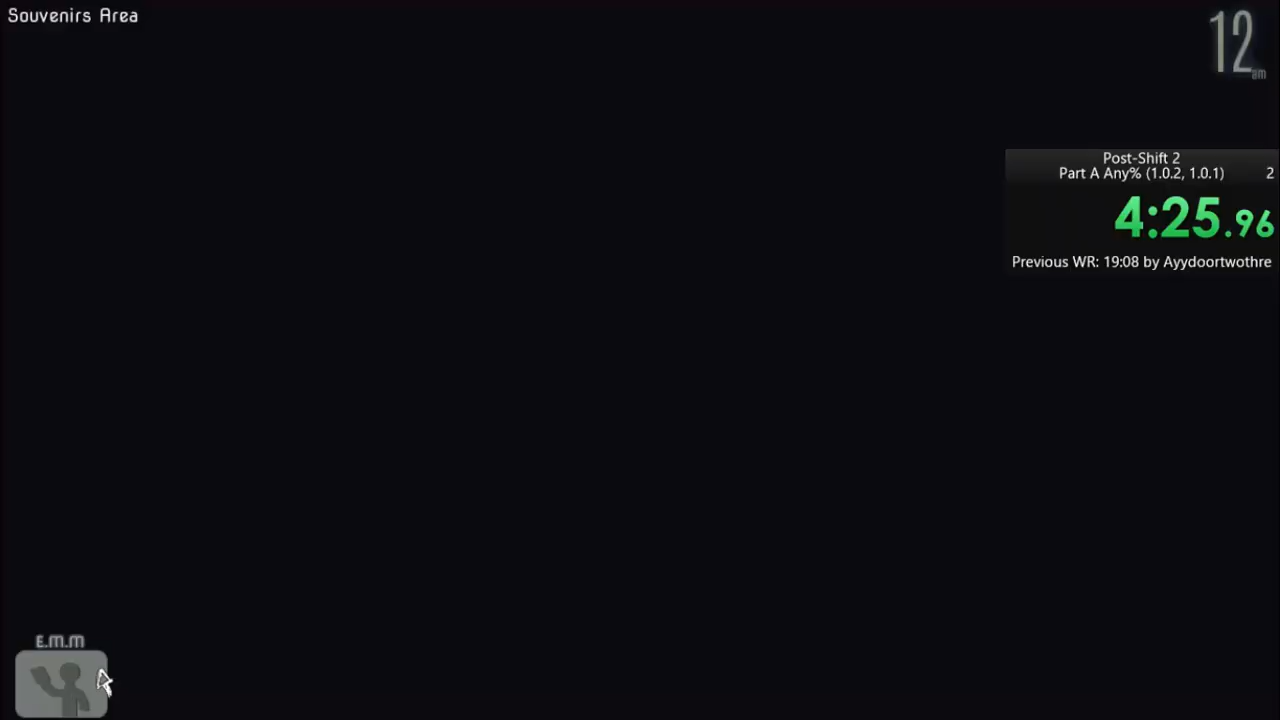 Souvenirs Area
12
am
Post-Shift 2
Part A Any% (1.0.2, 1.0.1) 2
4:25.96
Previous WR: 19:08 by Ayydoortwothre
E.M.M